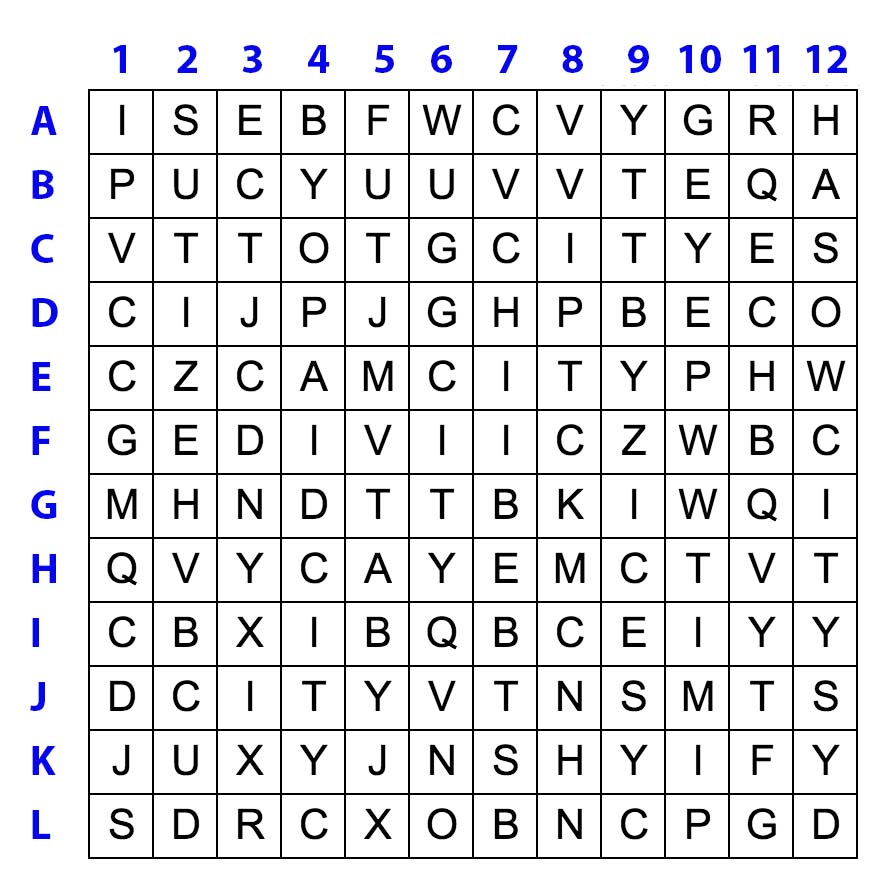 1 2 3 4 5 6 7 8 9 10 11 12
A I S E B F W C V Y G R H
B P U C Y U U V V T E Q A
C V T T O T G C I T Y E S
D C I J P J G H P B E C O
E C Z C A M C I T Y P H W
F G E D I V I I C Z W B C
G M H N D T T B K I W Q I
H Q V Y C A Y E M C T V T
I C B X I B Q B C E I Y Y
J D C I T Y V T N S M T S
K J U X Y J N S H Y I F Y
L S D R C X O B N C P G D